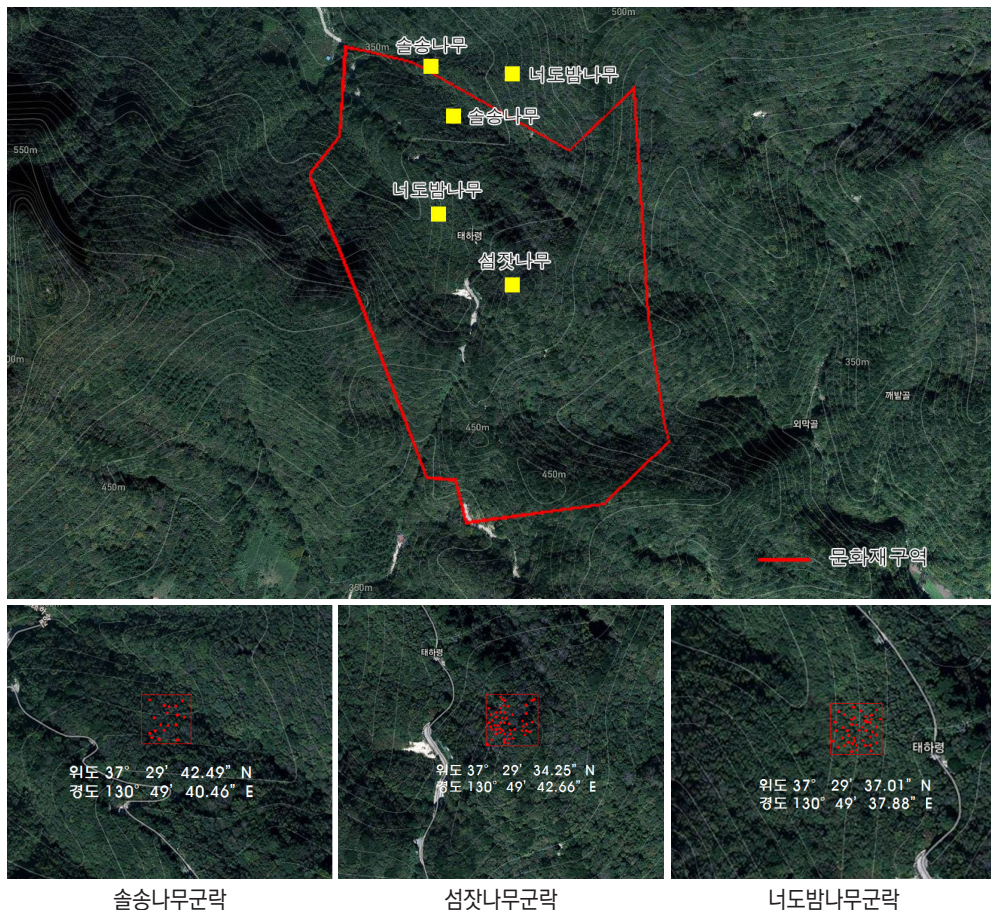 500m
350m
솔송나무
너도밤나무
솔송나무
550m
너도밤나무
태하령
섬잣나무
350m
깨밭골
외막골
450m
450m
450m
문화재구역
350m
태하령
위도 37° 29' 42.49" N
경도 130° 49' 40.46" E
태하령
위도 37° 29' 34.25" N
경도 130° 49' 42.66" E
태하령
위도 37° 29' 37.01" N
경도 130° 49' 37.88" E
솔송나무군락
섬잣나무군락
너도밤나무군락